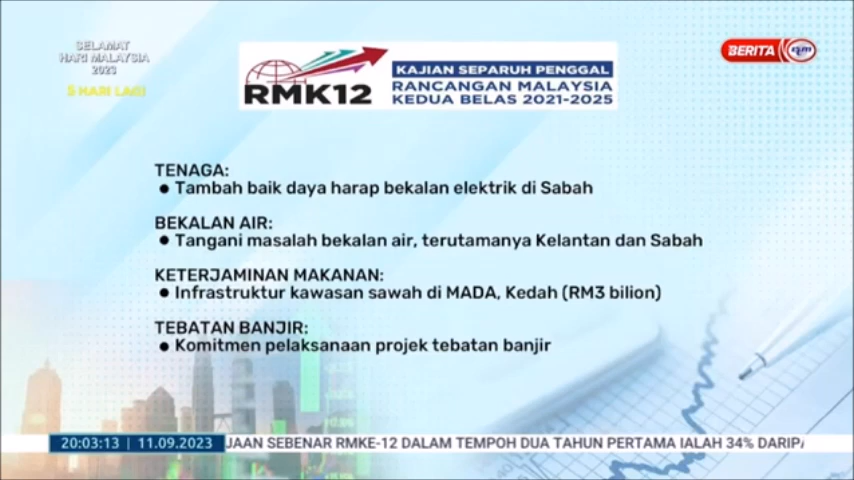 SELAMAT
HARI MALAYSIA
2023
5 HARI LAGI
RMK12
KAJIAN SEPARUH PENGGAL
RANCANGAN MALAYSIA
KEDUA BELAS 2021-2025
BERITA rtm
TENAGA:
● Tambah baik daya harap bekalan elektrik di Sabah
BEKALAN AIR:
● Tangani masalah bekalan air, terutamanya Kelantan dan Sabah
KETERJAMINAN MAKANAN:
● Infrastruktur kawasan sawah di MADA, Kedah (RM3 bilion)
TEBATAN BANJIR:
● Komitmen pelaksanaan projek tebatan banjir
20:03:13 | 11.09.2023 JAAN SEBENAR RMKE-12 DALAM TEMPOH DUA TAHUN PERTAMA IALAH 34% DARIPA